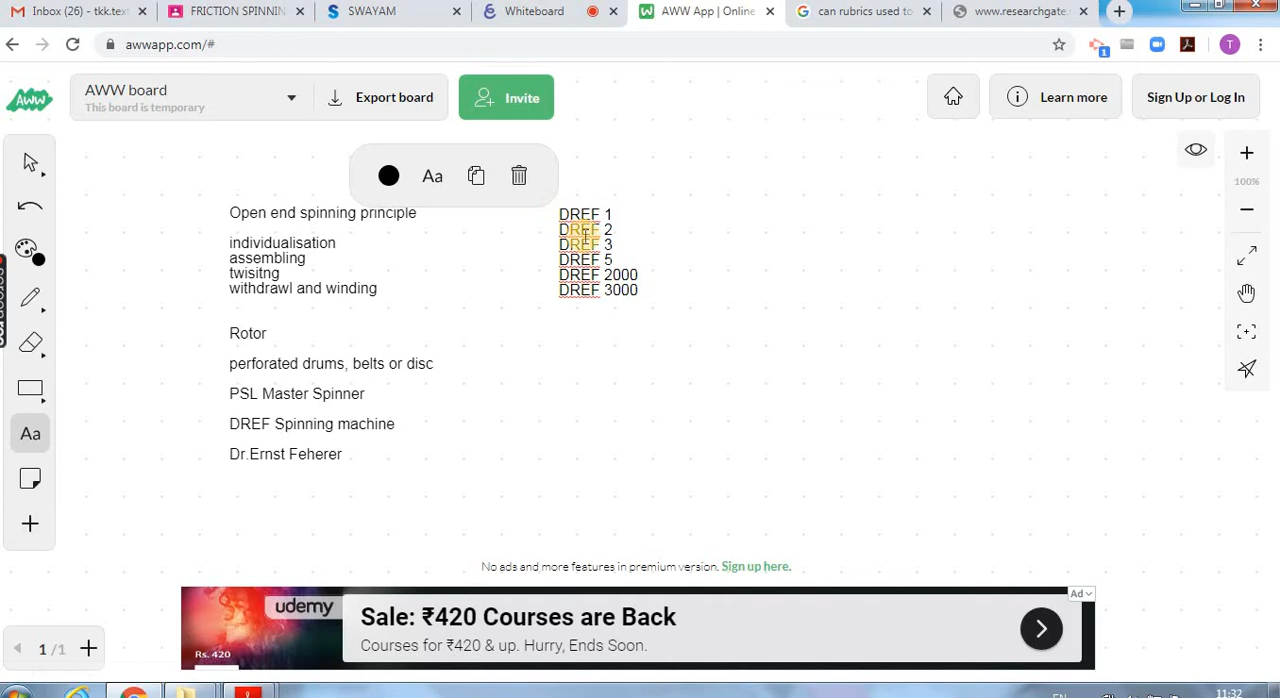 Inbox (26) - tkk.tex
FRICTION SPINNIN
SWAYAM
Whiteboard
AWW App | Online
can rubrics used to
www.researchgate.
awwapp.com/#
AWW
AWW board
This board is temporary
Export board
Invite
Learn more
Sign Up or Log In
Aa
100%
Open end spinning principle
individualisation
assembling
twisitng
withdrawl and winding
Rotor
perforated drums, belts or disc
PSL Master Spinner
DREF Spinning machine
Dr.Ernst Feherer
DREF 1
DREF 2
DREF 3
DREF 5
DREF 2000
DREF 3000
Aa
No ads and more features in premium version. Sign up here.
udemy
Rs. 420
Sale: ₹420 Courses are Back
Courses for ₹420 & up. Hurry, Ends Soon.
Ad
1 /1
EN
11:32